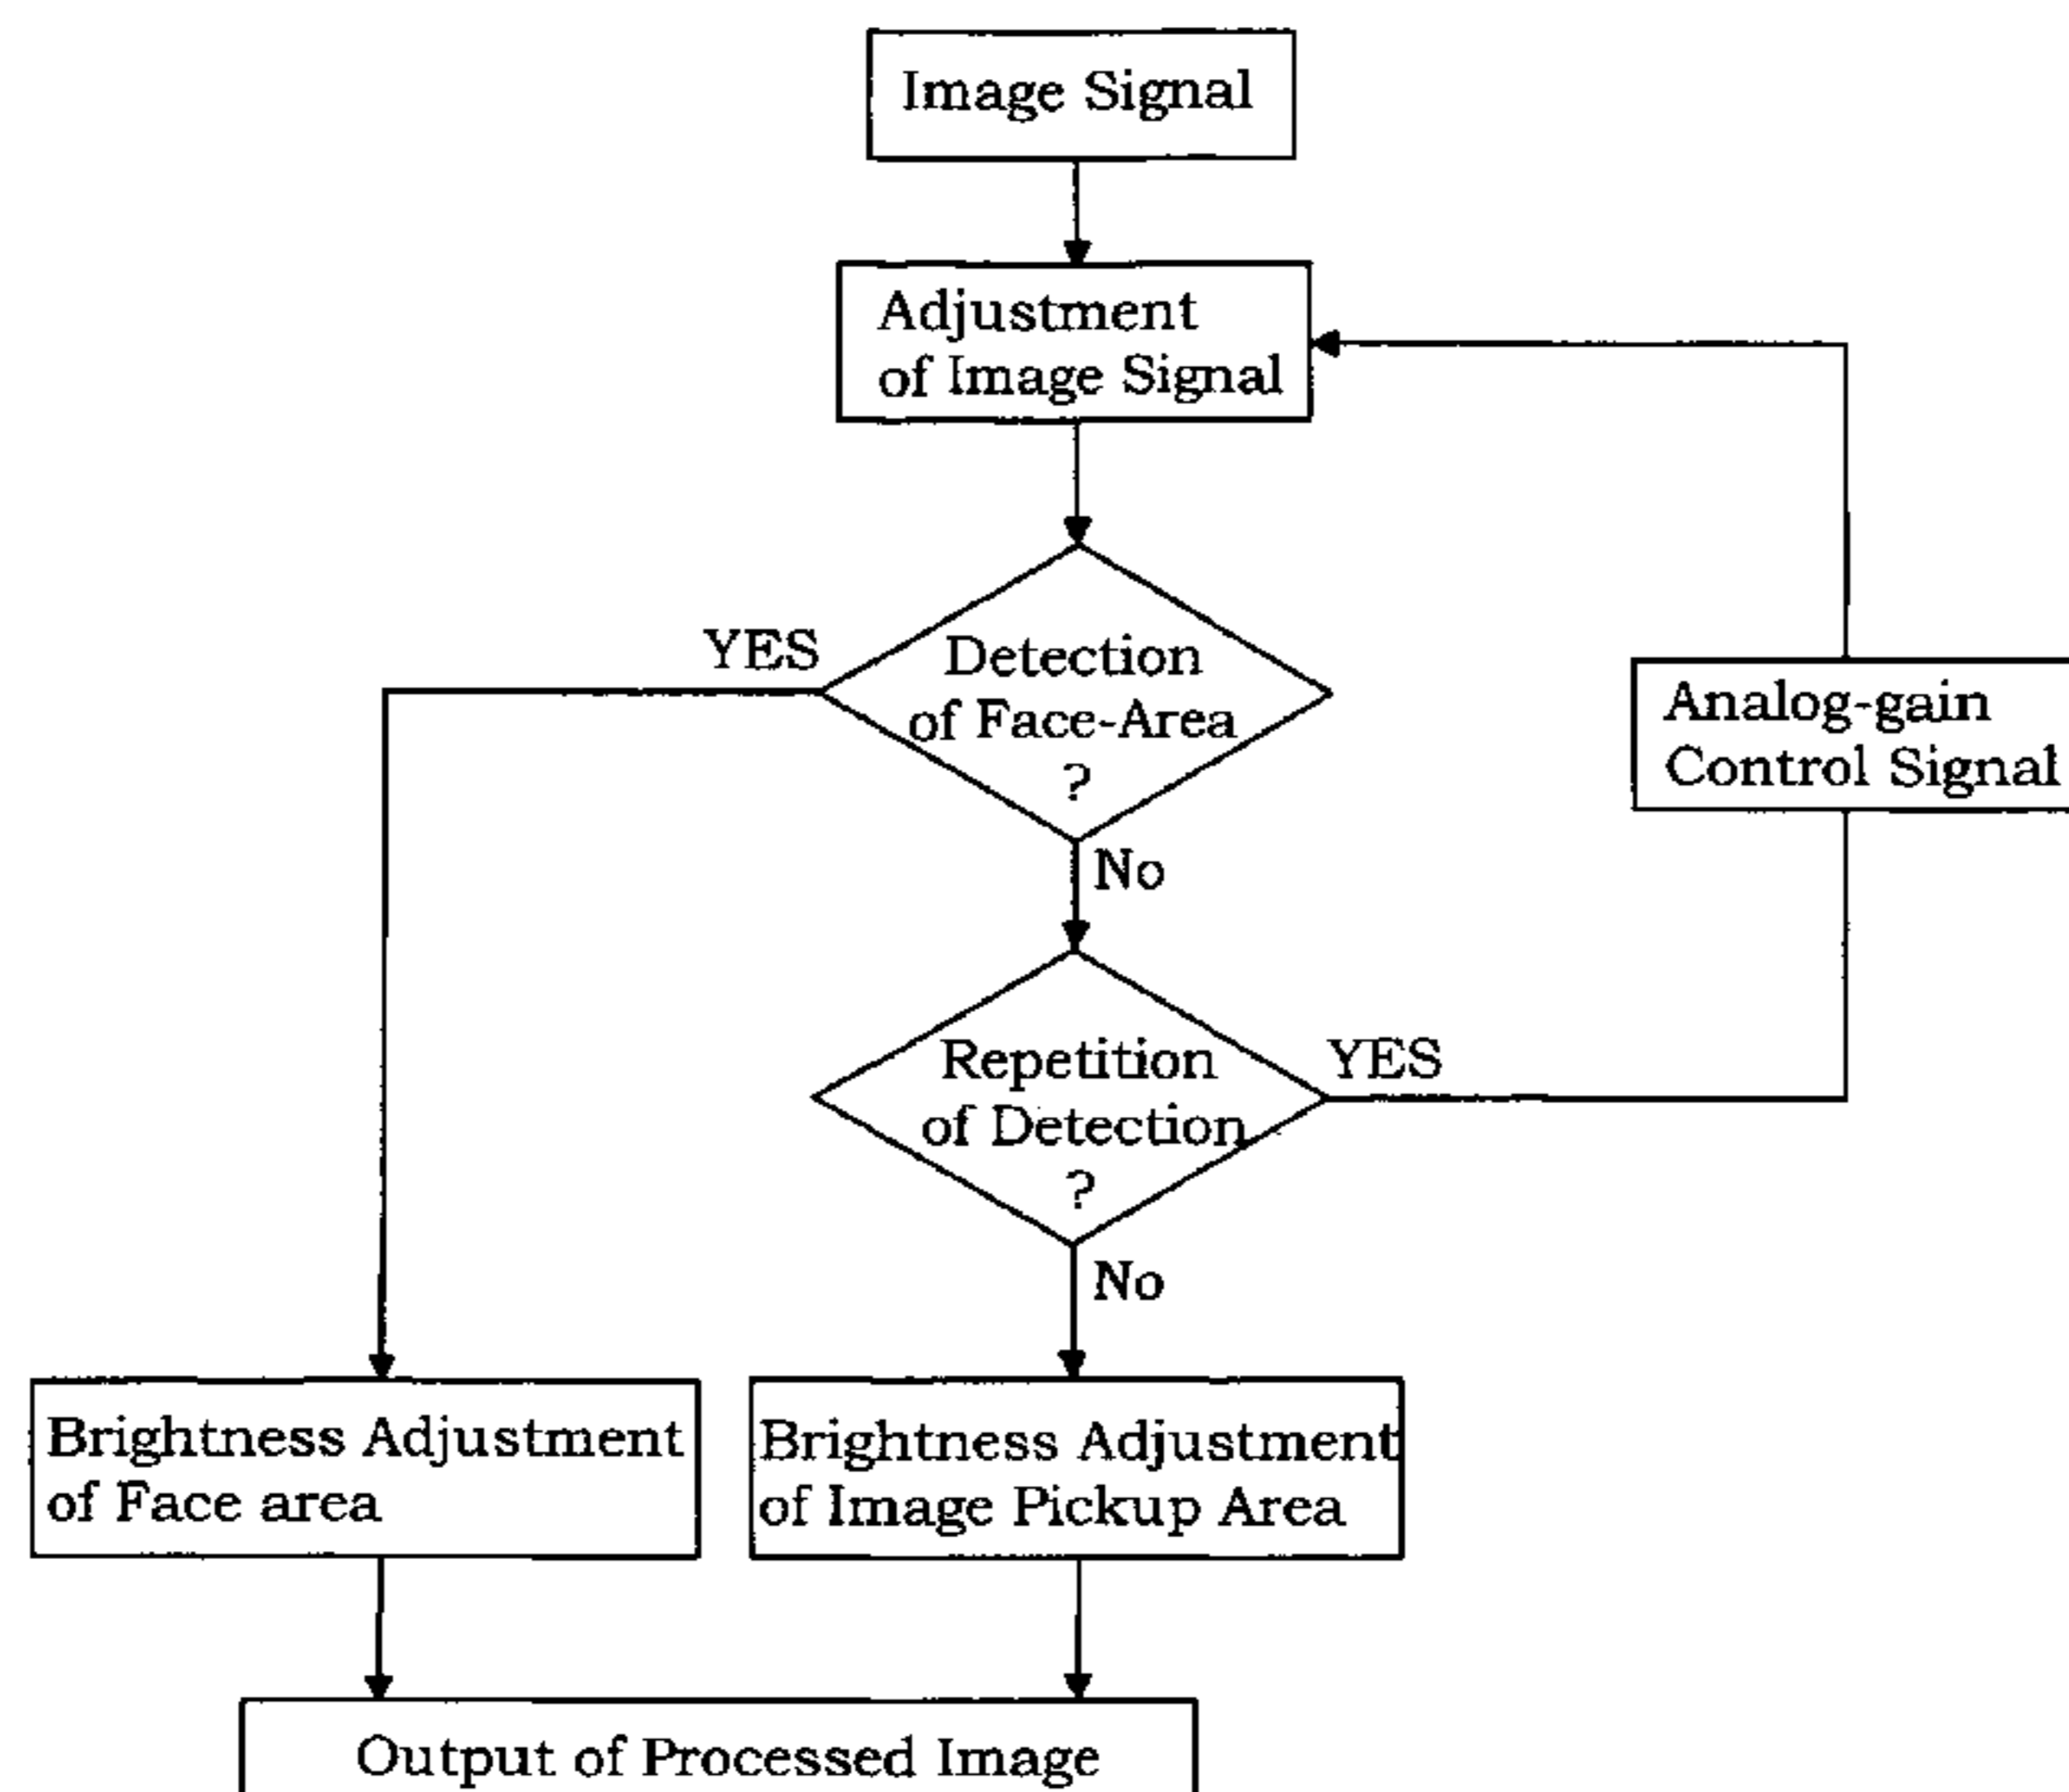 Image Signal
Adjustment
of Image Signal
YES
Detection
of Face-Area
?
Analog-gain
Control Signal
No
Repetition
of Detection
?
YES
No
Brightness Adjustment
of Face area
Brightness Adjustment
of Image Pickup Area
Output of Processed Image